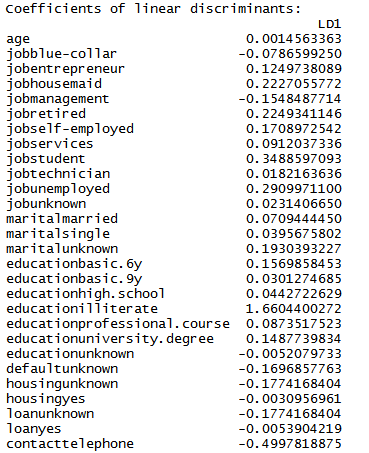 Coefficients of linear discriminants:
LD1
age 0.0014563363
jobblue-collar -0.0786599250
jobentrepreneur 0.1249738089
jobhousemaid 0.2227055772
jobmanagement -0.1548487714
jobretired 0.2249341146
jobself-employed 0.1708972542
jobservices 0.0912037336
jobstudent 0.3488597093
jobtechnician 0.0182163636
jobunemployed 0.2909971100
jobunknown 0.0231406650
maritalmarried 0.0709444450
maritalsingle 0.0395675802
maritalunknown 0.1930393227
educationbasic.6y 0.1569858453
educationbasic.9y 0.0301274685
educationhigh.school 0.0442722629
educationilliterate 1.6604400272
educationprofessional.course 0.0873517523
educationuniversity.degree 0.1487739834
educationunknown -0.0052079733
defaultunknown -0.1696857763
housingunknown -0.1774168404
housingyes -0.0030956961
loanunknown -0.1774168404
loanyes -0.0053904219
contacttelephone -0.4997818875